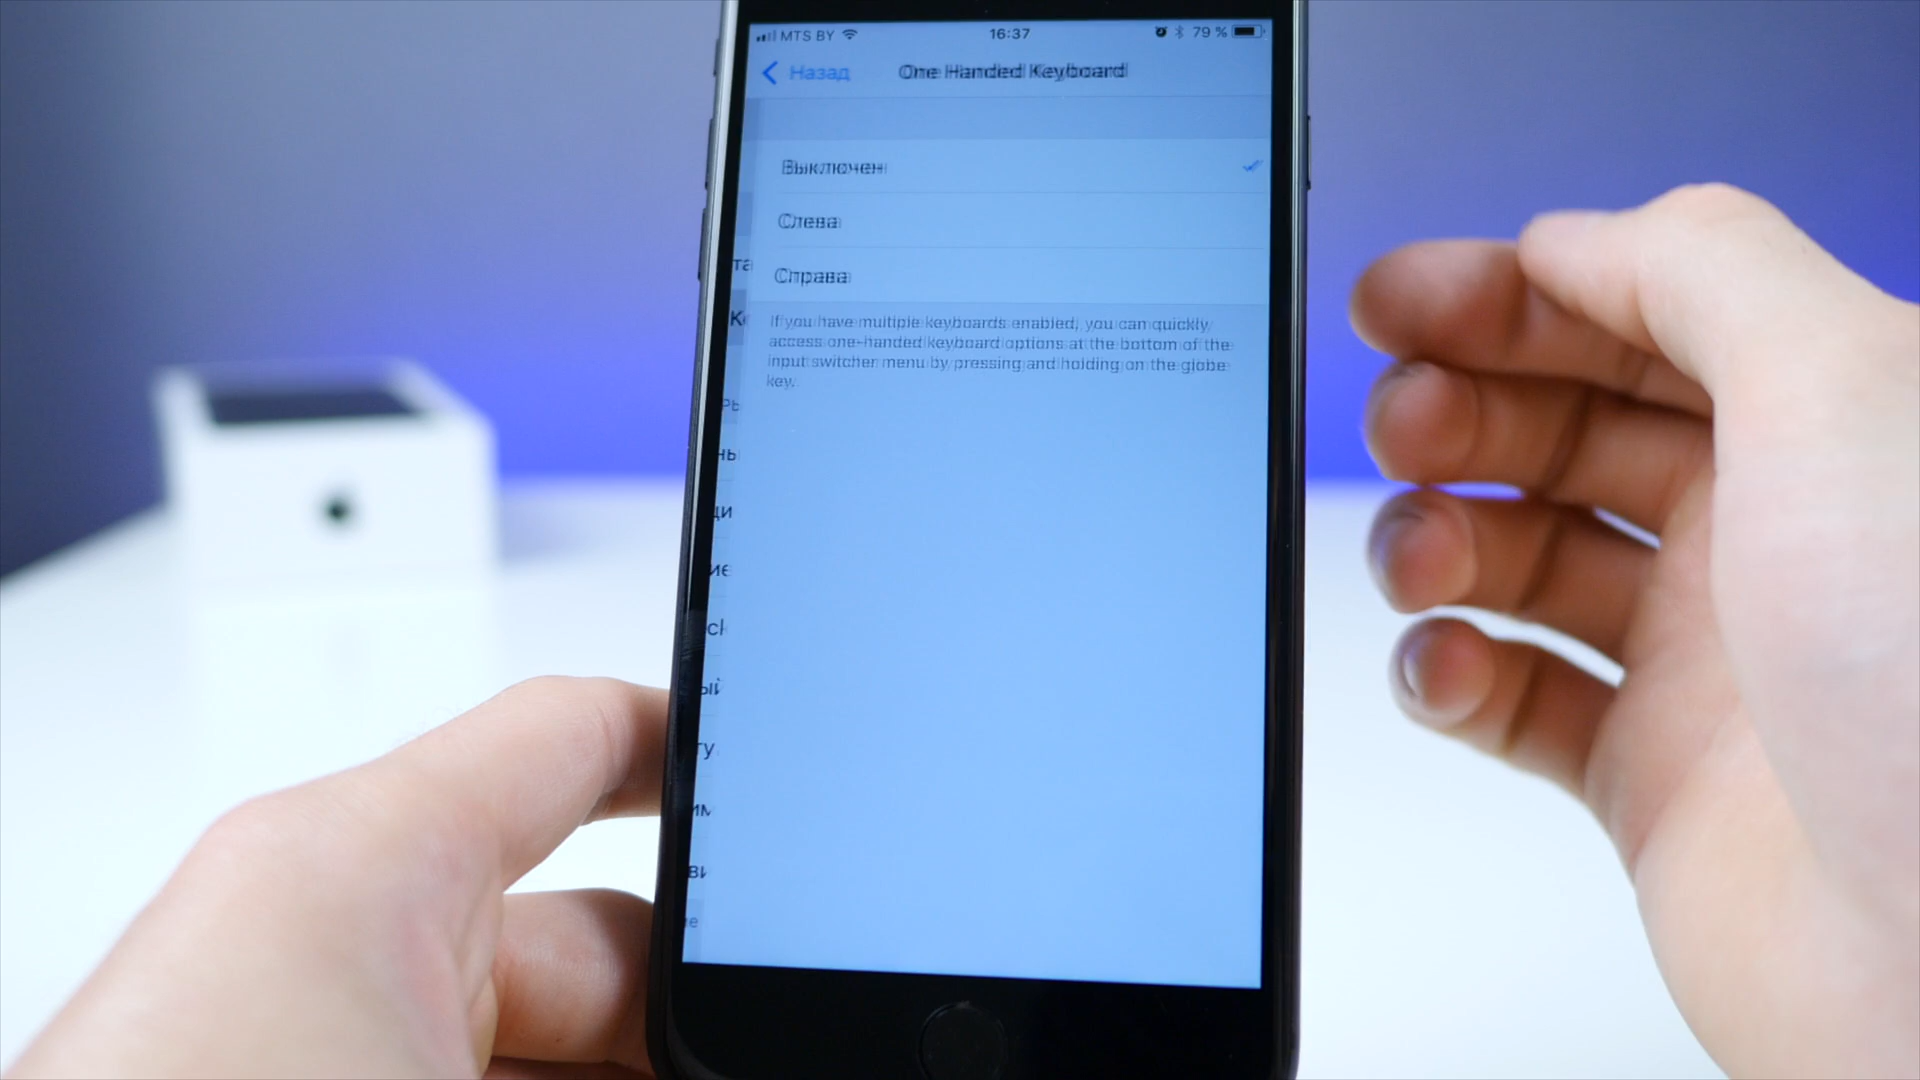 MTS BY 16:37 79 %
Назад One Handed Keyboard
Выключен
Слева
Справа
If you have multiple keyboards enabled, you can quickly
access one-handed keyboard options at the bottom of the
input switcher menu by pressing and holding on the globe
key.